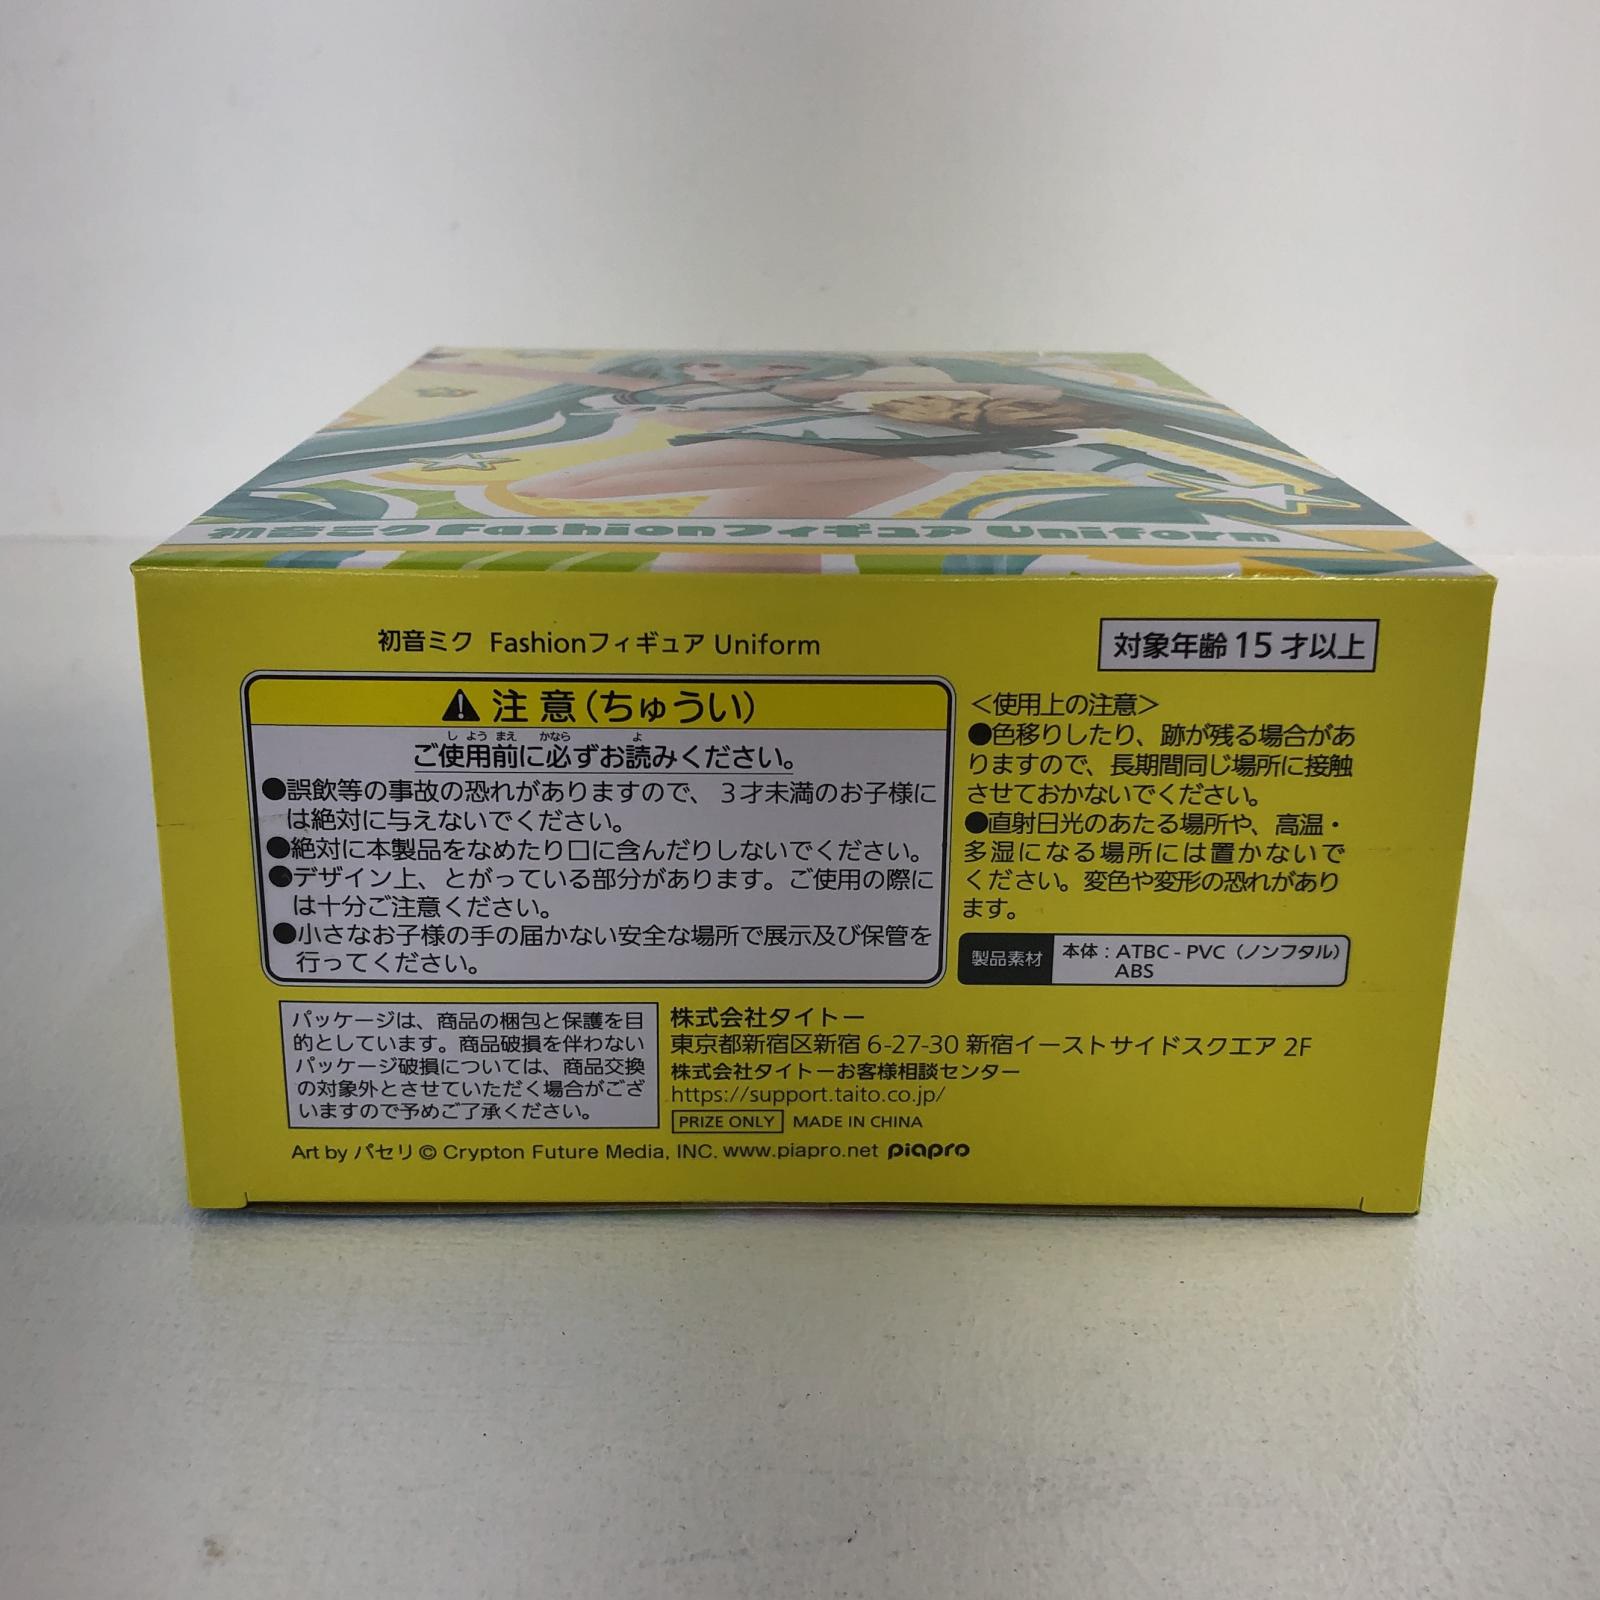 初音ミク Fashionフィギュア Uniform
初音ミク Fashionフィギュア Uniform
対象年齢15才以上
注意(ちゅうい)
ご使用前に必ずお読みください。
●誤飲等の事故の恐れがありますので、3才未満のお子様に
は絶対に与えないでください。
●絶対に本製品をなめたり口に含んだりしないでください。
●デザイン上、とがっている部分があります。ご使用の際に
は十分ご注意ください。
●小さなお子様の手の届かない安全な場所で展示及び保管を
行ってください。
<使用上の注意>
●色移りしたり、跡が残る場合があ
りますので、長期間同じ場所に接触
させておかないでください。
●直射日光のあたる場所や、高温・
多湿になる場所には置かないで
ください。変色や変形の恐れがあり
ます。
製品素材 本体:ATBC-PVC(ノンフタル)
ABS
パッケージは、商品の梱包と保護を目
的としています。商品破損を伴わない
パッケージ破損については、商品交換
の対象外とさせていただく場合がござ
いますので予めご了承ください。
株式会社タイトー
東京都新宿区新宿 6-27-30 新宿イーストサイドスクエア 2F
株式会社タイトーお客様相談センター
https://support.taito.co.jp/
PRIZE ONLY MADE IN CHINA
Art by パセリ © Crypton Future Media, INC. www.piapro.net piapro